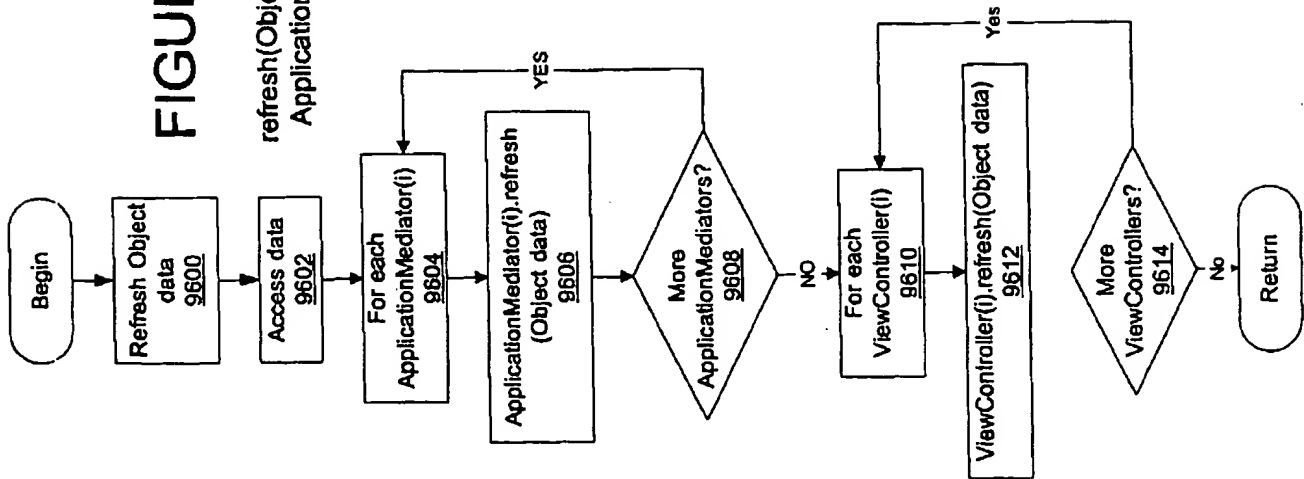 FIGU
refresh(Obje
Application
Begin
Refresh Object
data
9600
Access data
9602
For each
ApplicationMediator(i)
9604
ApplicationMediator(i).refresh
(Object data)
9606
YES
More
ApplicationMediators?
9608
NO
For each
ViewController(i)
9610
ViewController(i).refresh(Object data)
9612
Yes
More
ViewControllers?
9614
No
Return